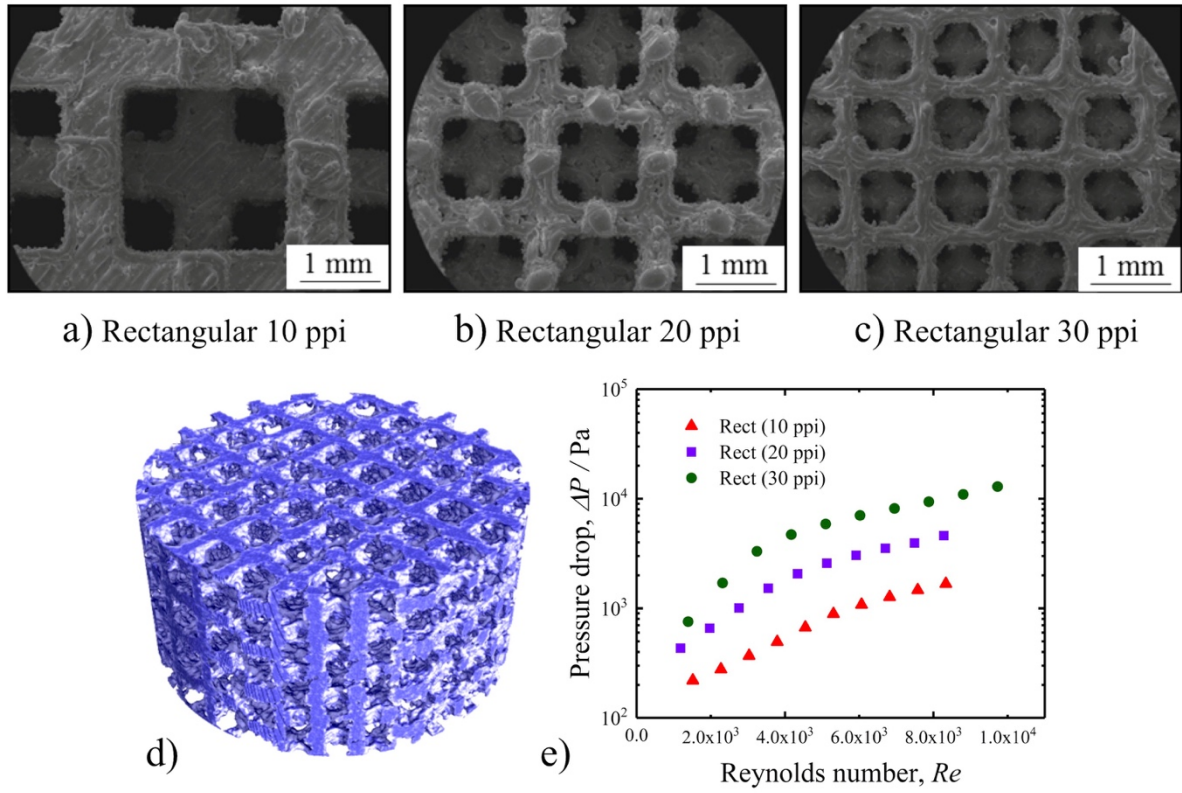 1 mm
1 mm
1 mm
a) Rectangular 10 ppi
b) Rectangular 20 ppi
c) Rectangular 30 ppi
d)
e)
Pressure drop, ΔP / Pa
10⁵
10⁴
10³
10²
Rect (10 ppi)
Rect (20 ppi)
Rect (30 ppi)
0.0
2.0x10³
4.0x10³
6.0x10³
8.0x10³
1.0x10⁴
Reynolds number, Re